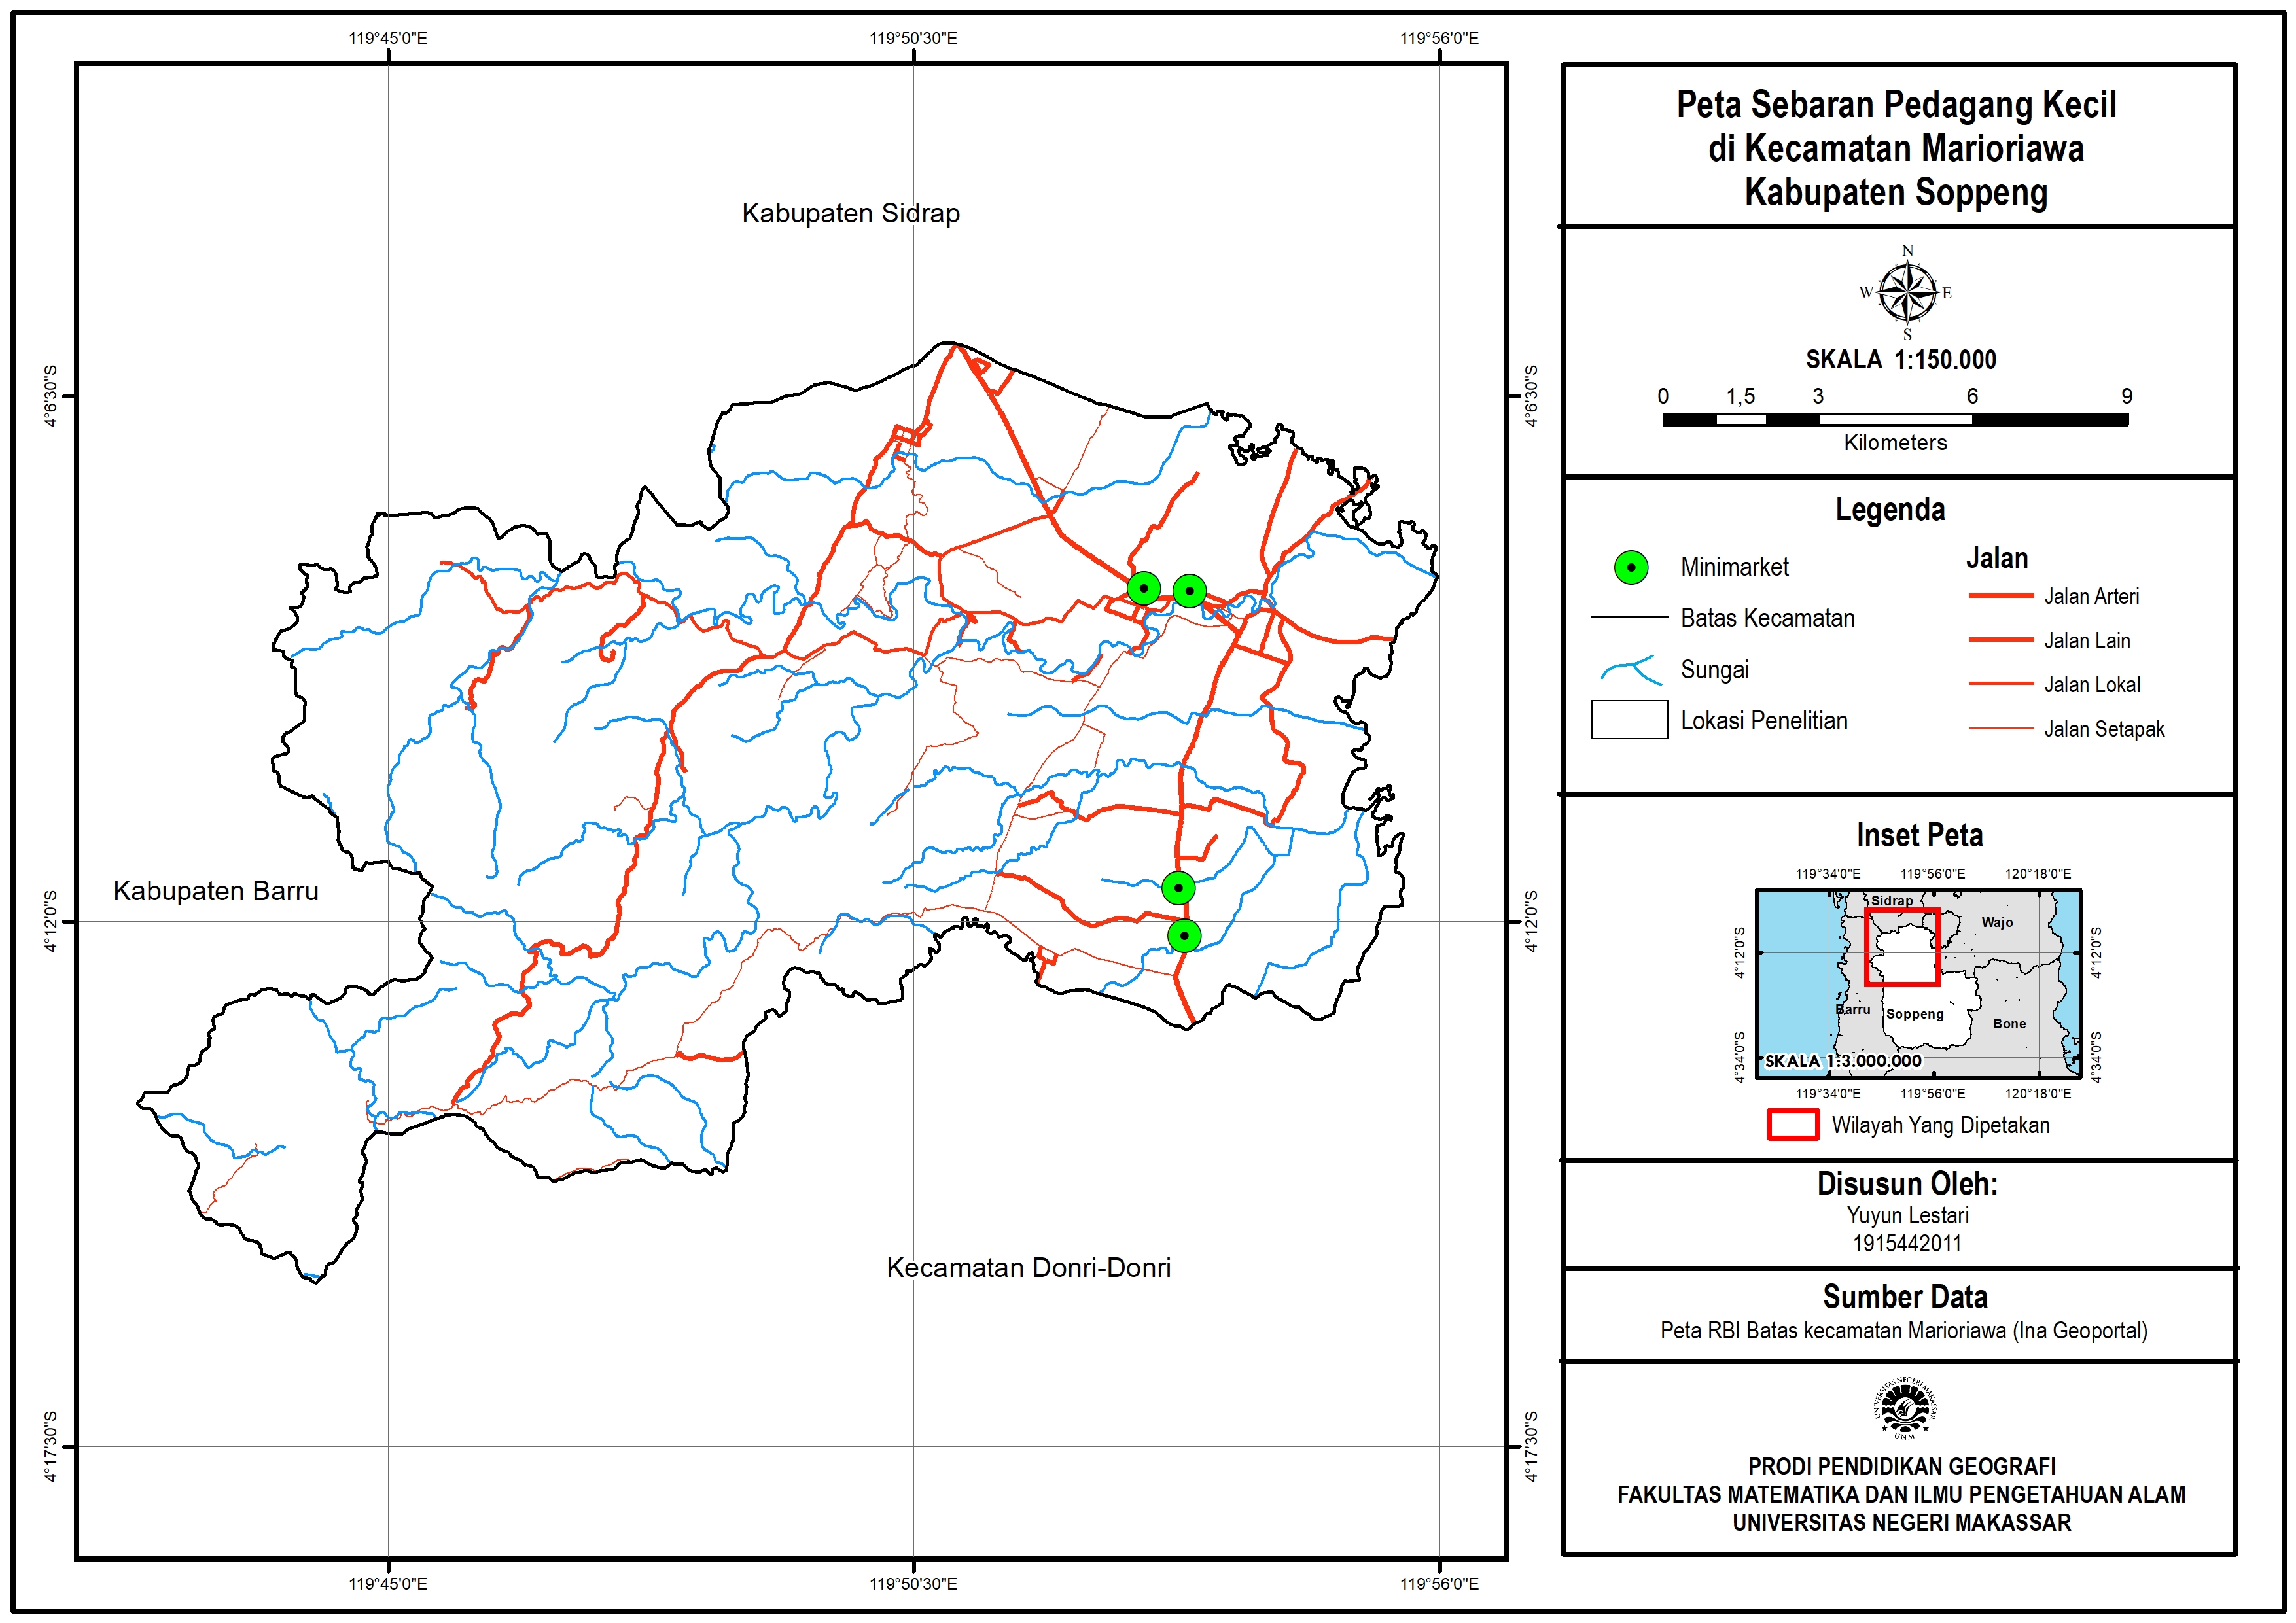 119°45'0"E
119°50'30"E
119°56'0"E
4°6'30"S
4°6'30"S
4°12'0"S
4°12'0"S
4°17'30"S
4°17'30"S
119°45'0"E
119°50'30"E
119°56'0"E
Kabupaten Sidrap
Kabupaten Barru
Kecamatan Donri-Donri
Peta Sebaran Pedagang Kecil
di Kecamatan Marioriawa
Kabupaten Soppeng
N
W
E
S
SKALA 1:150.000
0 1,5 3 6 9
Kilometers
Legenda
Minimarket
Batas Kecamatan
Sungai
Lokasi Penelitian
Jalan
Jalan Arteri
Jalan Lain
Jalan Lokal
Jalan Setapak
Inset Peta
119°34'0"E 119°56'0"E 120°18'0"E
4°12'0"S
4°34'0"S
Sidrap
Wajo
Barru
Soppeng
Bone
SKALA 1:3.000.000
4°12'0"S
4°34'0"S
119°34'0"E 119°56'0"E 120°18'0"E
Wilayah Yang Dipetakan
Disusun Oleh:
Yuyun Lestari
1915442011
Sumber Data
Peta RBI Batas kecamatan Marioriawa (Ina Geoportal)
UNIVERSITAS NEGERI MAKASSAR
UNM
PRODI PENDIDIKAN GEOGRAFI
FAKULTAS MATEMATIKA DAN ILMU PENGETAHUAN ALAM
UNIVERSITAS NEGERI MAKASSAR